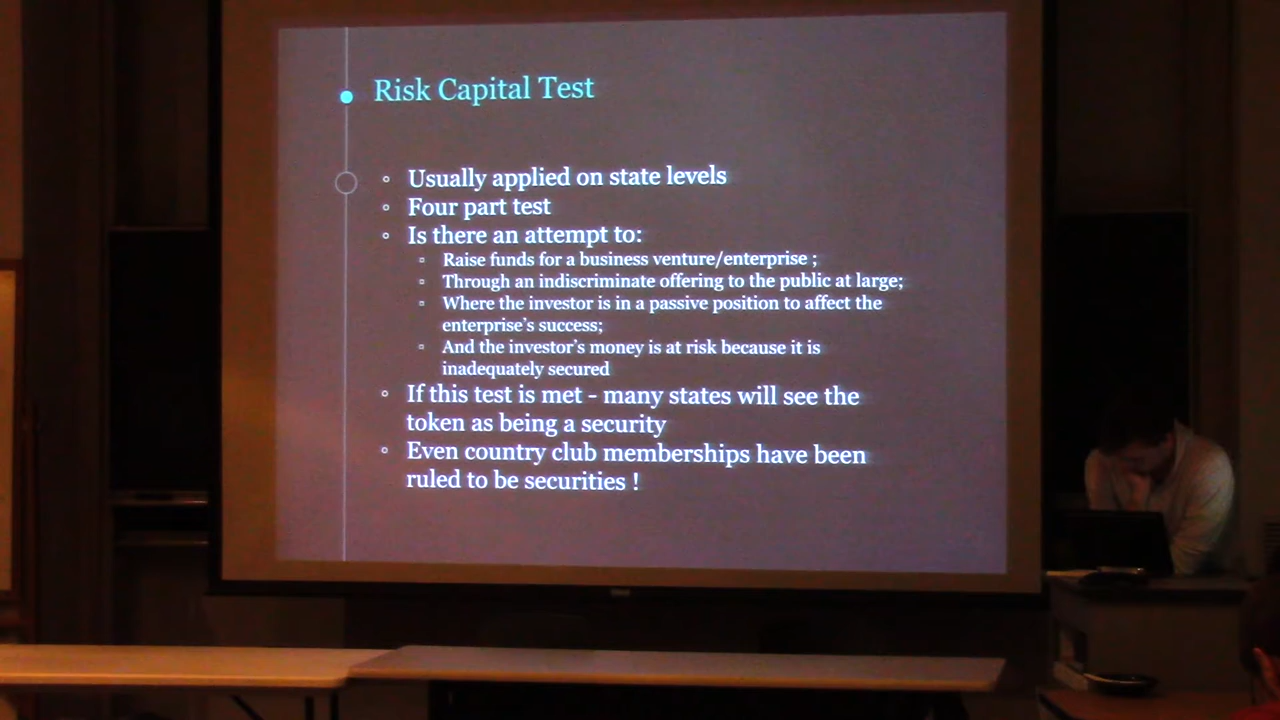 Risk Capital Test
Usually applied on state levels
Four part test
Is there an attempt to:
Raise funds for a business venture/enterprise ;
Through an indiscriminate offering to the public at large;
Where the investor is in a passive position to affect the
enterprise's success;
And the investor's money is at risk because it is
inadequately secured
If this test is met - many states will see the
token as being a security
Even country club memberships have been
ruled to be securities !